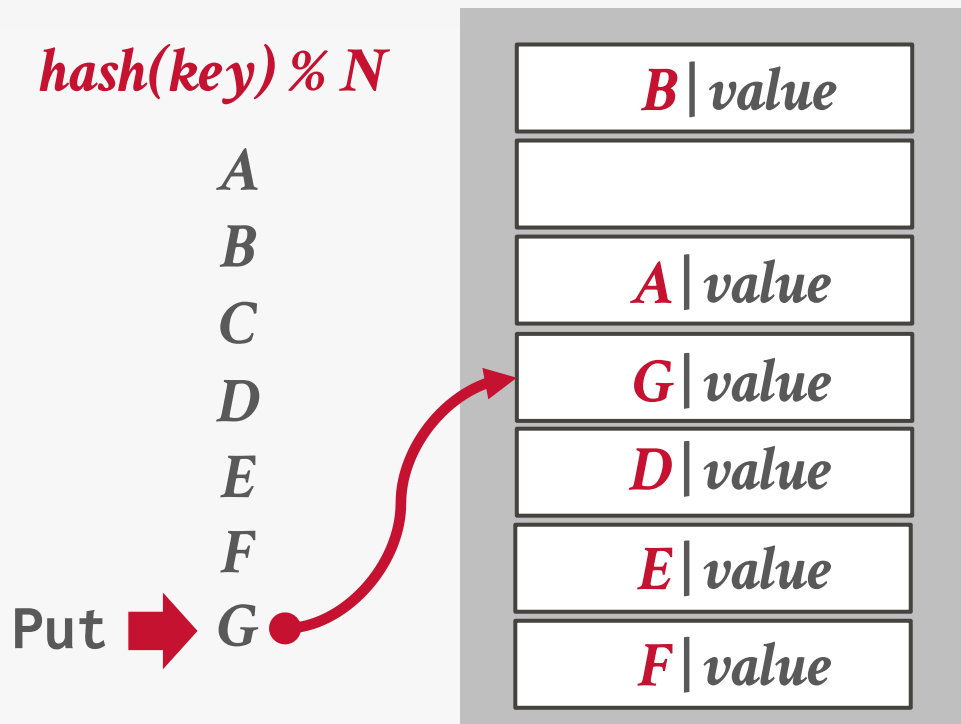 hash(key) % N
A
B
C
D
E
F
Put G
B|value
A|value
G|value
D|value
E|value
F|value